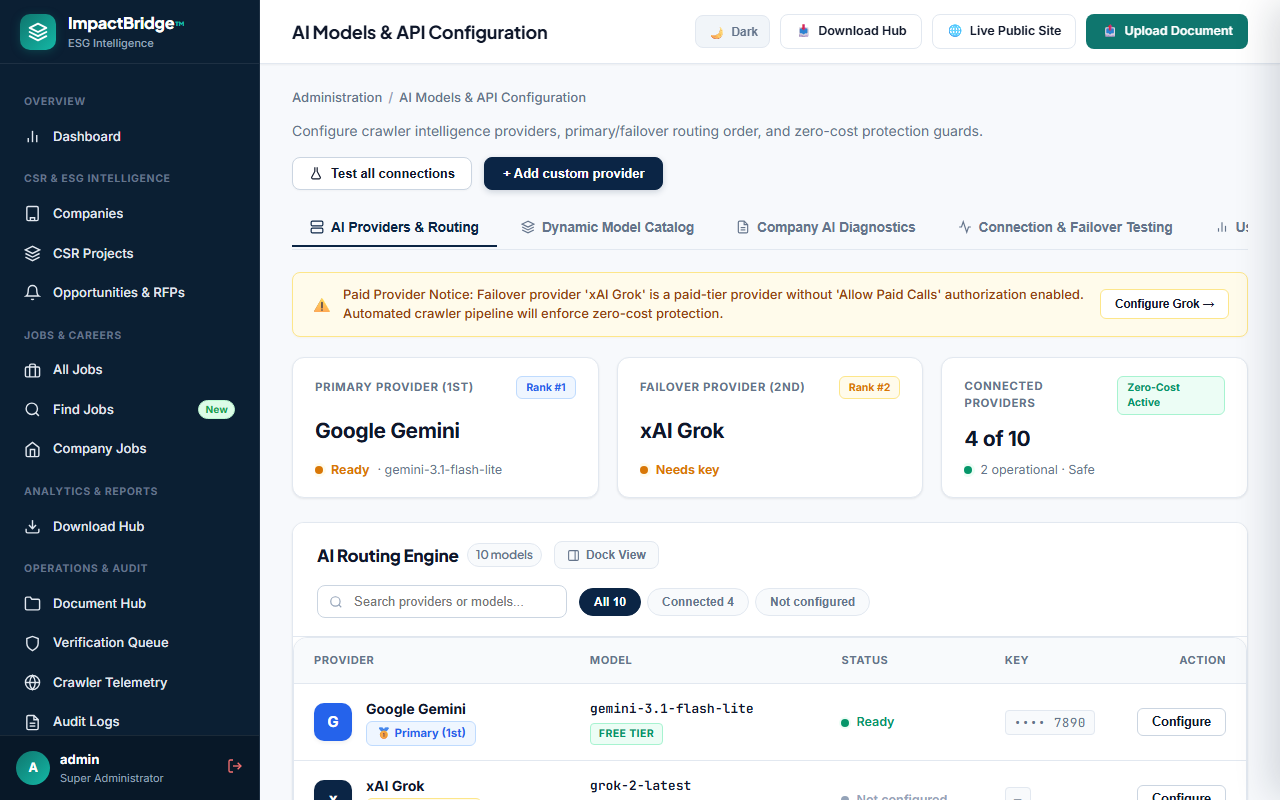 ImpactBridge™
ESG Intelligence
OVERVIEW
Dashboard
CSR & ESG INTELLIGENCE
Companies
CSR Projects
Opportunities & RFPs
JOBS & CAREERS
All Jobs
Find Jobs
New
Company Jobs
ANALYTICS & REPORTS
Download Hub
OPERATIONS & AUDIT
Document Hub
Verification Queue
Crawler Telemetry
Audit Logs
A
admin
Super Administrator
AI Models & API Configuration
Dark
Download Hub
Live Public Site
Upload Document
Administration / AI Models & API Configuration
Configure crawler intelligence providers, primary/failover routing order, and zero-cost protection guards.
Test all connections
+ Add custom provider
AI Providers & Routing
Dynamic Model Catalog
Company AI Diagnostics
Connection & Failover Testing
Paid Provider Notice: Failover provider 'xAI Grok' is a paid-tier provider without 'Allow Paid Calls' authorization enabled.
Automated crawler pipeline will enforce zero-cost protection.
Configure Grok →
PRIMARY PROVIDER (1ST)
Rank #1
Google Gemini
Ready · gemini-3.1-flash-lite
FAILOVER PROVIDER (2ND)
Rank #2
xAI Grok
Needs key
CONNECTED
PROVIDERS
Zero-Cost
Active
4 of 10
2 operational · Safe
AI Routing Engine
10 models
Dock View
Search providers or models...
All 10
Connected 4
Not configured
PROVIDER MODEL STATUS KEY ACTION
G
Google Gemini
Primary (1st)
gemini-3.1-flash-lite
FREE TIER
Ready
•••• 7890
Configure
x
xAI Grok
grok-2-latest
Not configured
—
Configure